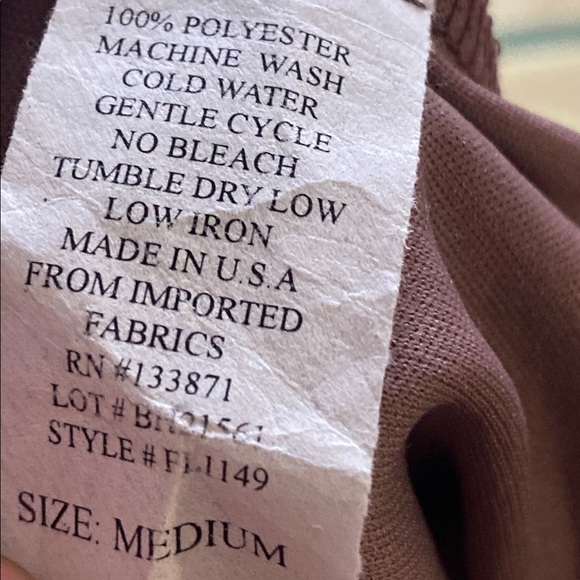 100% POLYESTER
MACHINE WASH
COLD WATER
GENTLE CYCLE
NO BLEACH
TUMBLE DRY LOW
LOW IRON
MADE IN U.S.A
FROM IMPORTED
FABRICS
RN #133871
LOT #
STYLE #
SIZE: MEDIUM